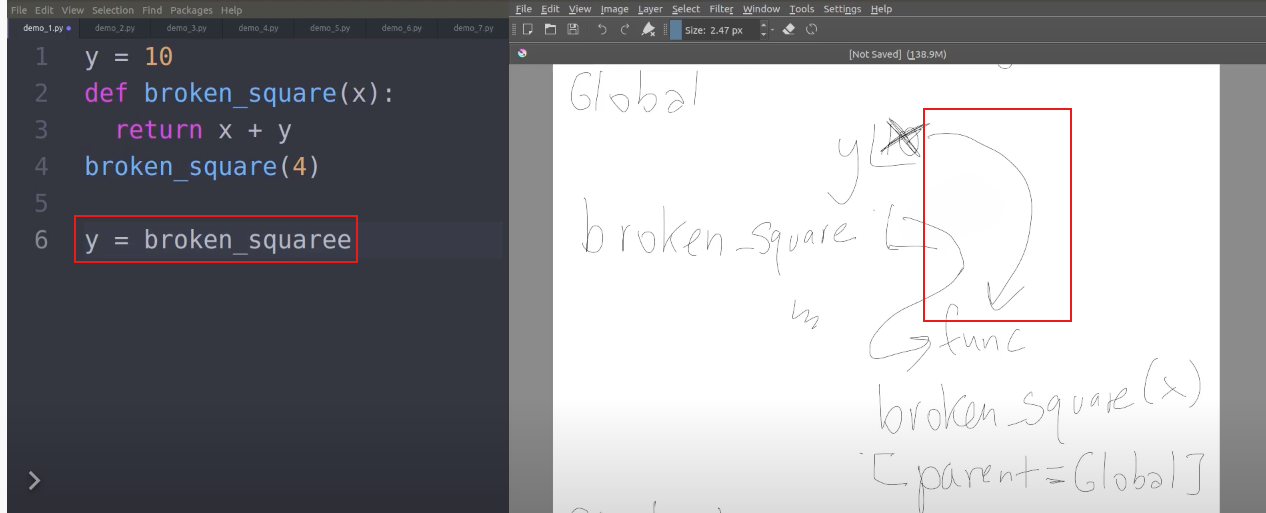 File Edit View Selection Find Packages Help
demo_1.py demo_2.py demo_3.py demo_4.py demo_5.py demo_6.py demo_7.py
1 y = 10
2 def broken_square(x):
3 return x + y
4 broken_square(4)
5
6 y = broken_squaree
File Edit View Image Layer Select Filter Window Tools Settings Help
Size: 2.47 px
[Not Saved] (138.9M)
Global
y 10
broken_square
func
broken_square(x)
[parent=Global]